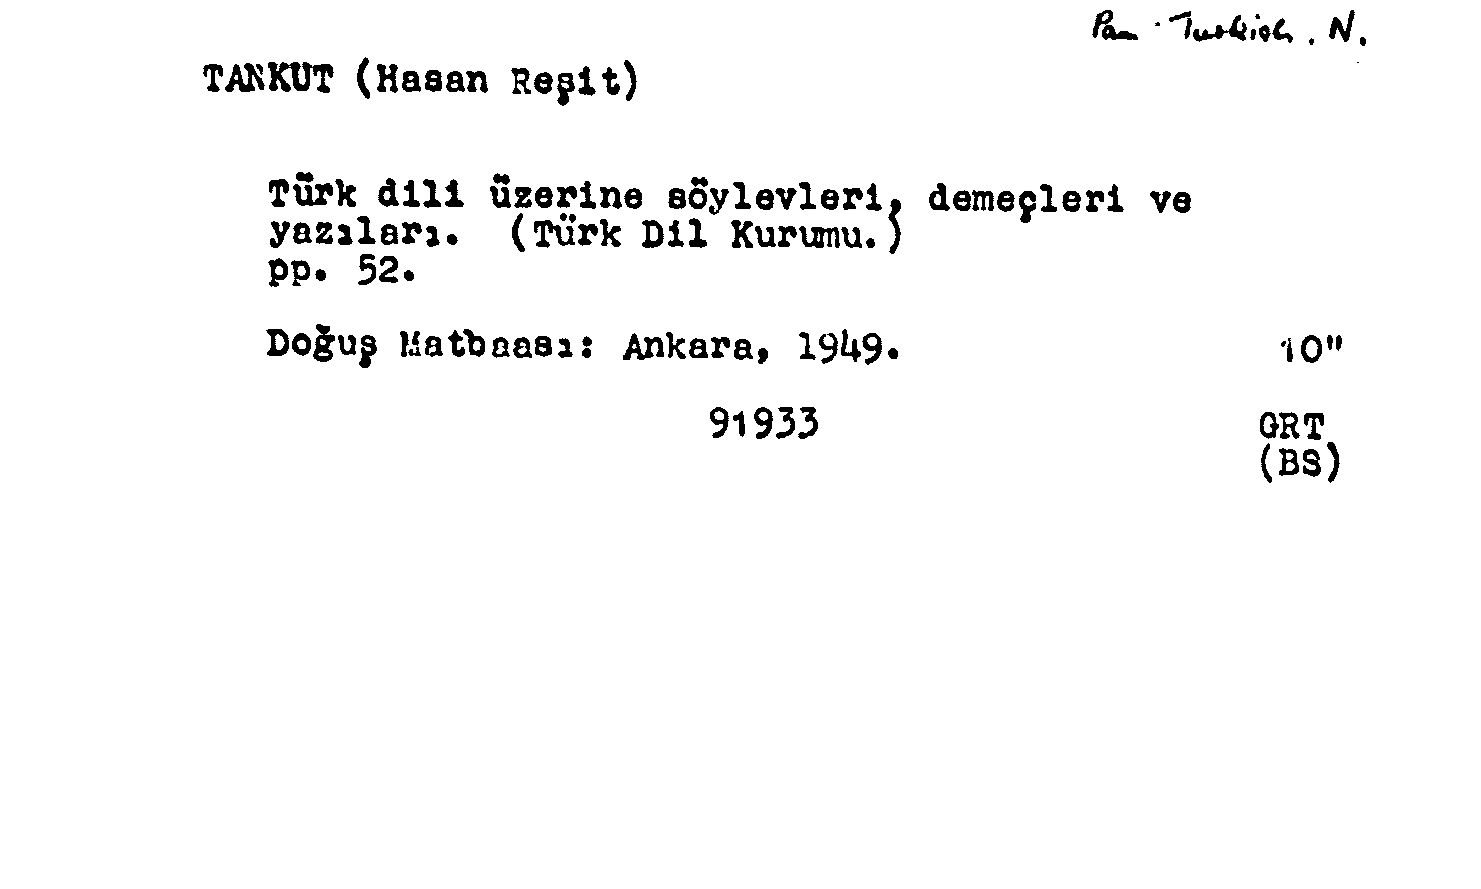 Pam. Turkish. N.
TANKUT (Hasan Reşit)
Türk dili üzerine söylevleri, demeçleri ve
yazıları. (Türk Dil Kurumu.)
pp. 52.
Doğuş Matbaası: Ankara, 1949. 10"
91933 GRT
(BS)